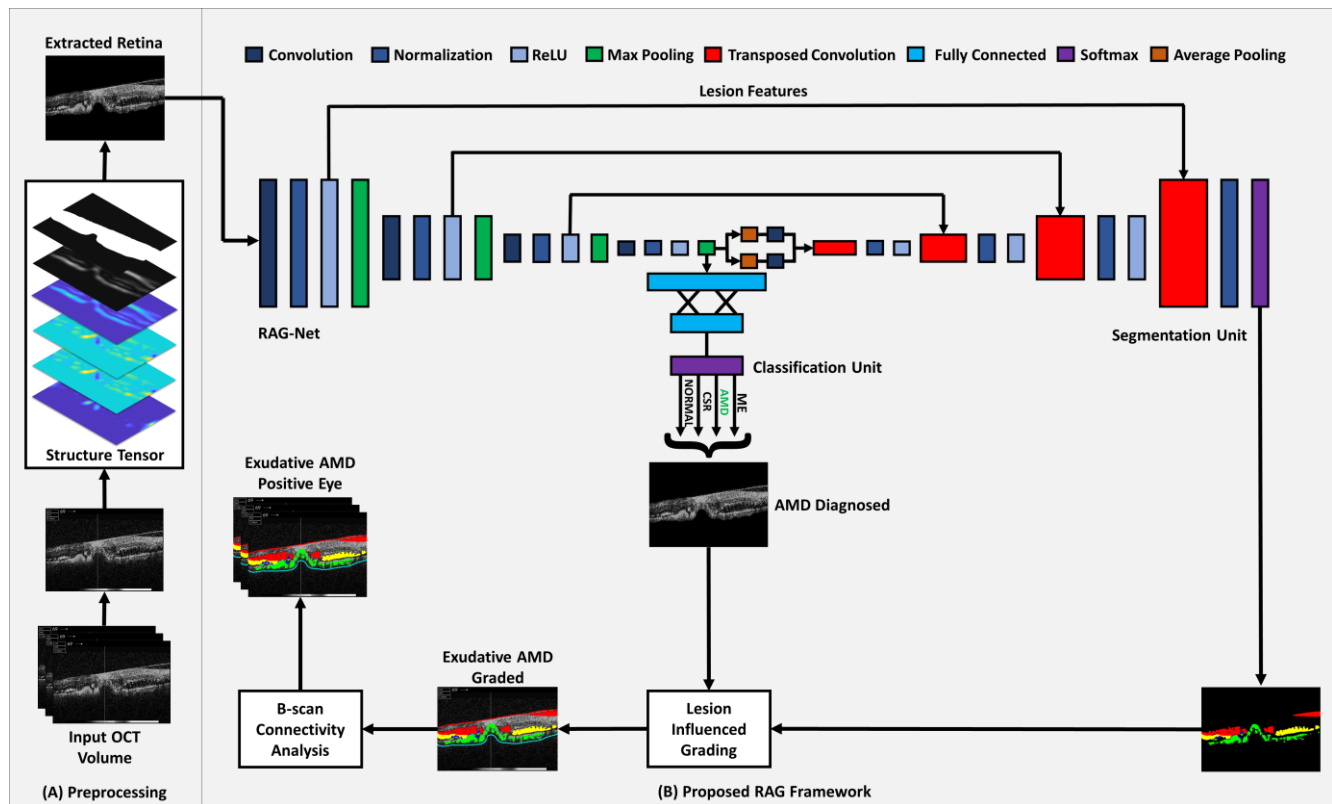 Extracted Retina
Convolution
Normalization
ReLU
Max Pooling
Transposed Convolution
Fully Connected
Softmax
Average Pooling
Lesion Features
RAG-Net
Segmentation Unit
Classification Unit
NORMAL
CSR
AMD
ME
Structure Tensor
Exudative AMD
Positive Eye
AMD Diagnosed
Exudative AMD
Graded
B-scan
Connectivity
Analysis
Lesion
Influenced
Grading
Input OCT
Volume
(A) Preprocessing
(B) Proposed RAG Framework